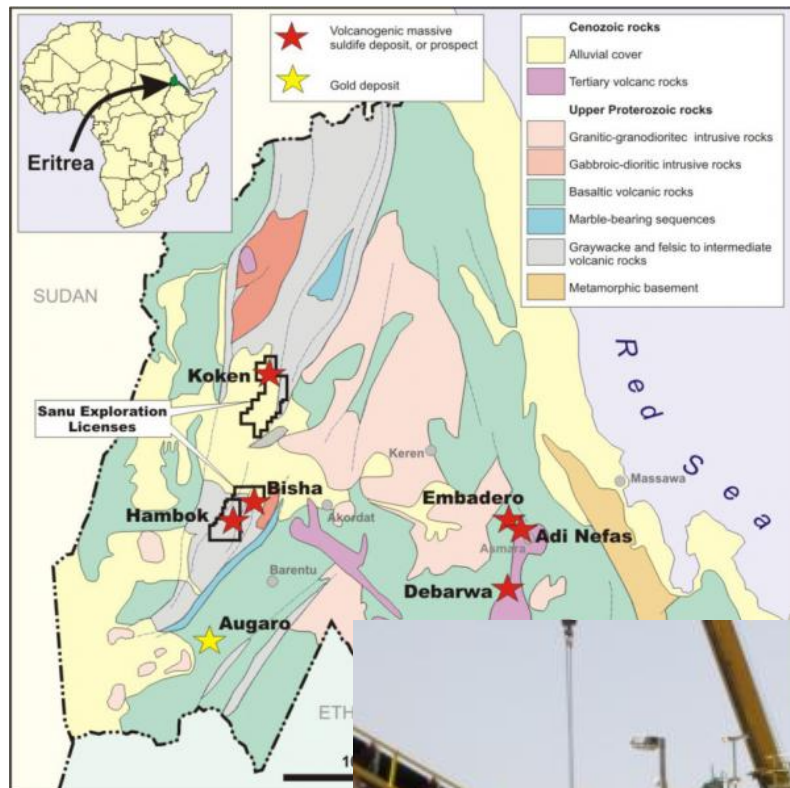 Eritrea
Volcanogenic massive
suldife deposit, or prospect
Gold deposit
Cenozoic rocks
Alluvial cover
Tertiary volcanc rocks
Upper Proterozoic rocks
Granitic-granodioritec intrusive rocks
Gabbroic-dioritic intrusive rocks
Basaltic volcanic rocks
Marble-bearing sequences
Graywacke and felsic to intermediate
volcanic rocks
Metamorphic basement
SUDAN
Red Sea
Koken
Sanu Exploration
Licenses
Keren
Massawa
Bisha
Hambok
Akordat
Embadero
Adi Nefas
Asmara
Barentu
Debarwa
Augaro
ETH
10